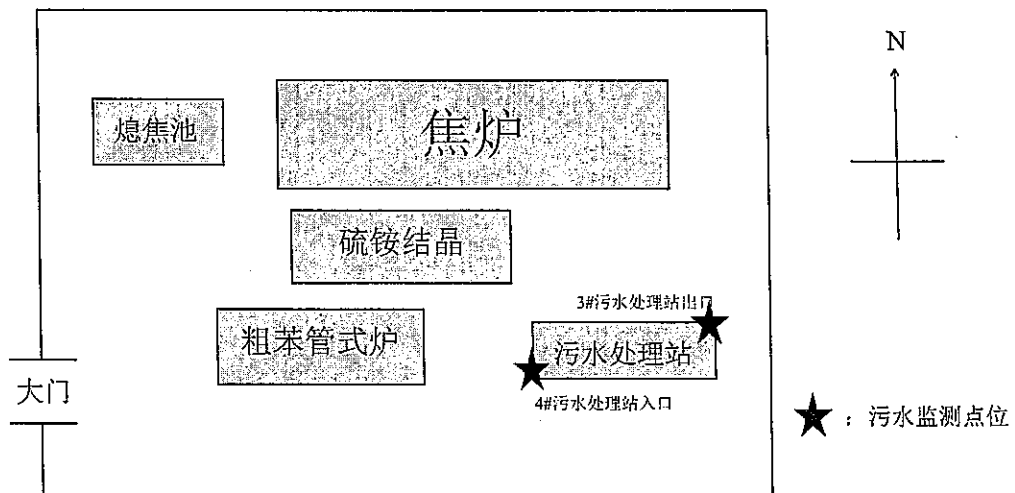 N
熄焦池
焦炉
硫铵结晶
3#污水处理站出口
粗苯管式炉
污水处理站
大门
4#污水处理站入口
：污水监测点位